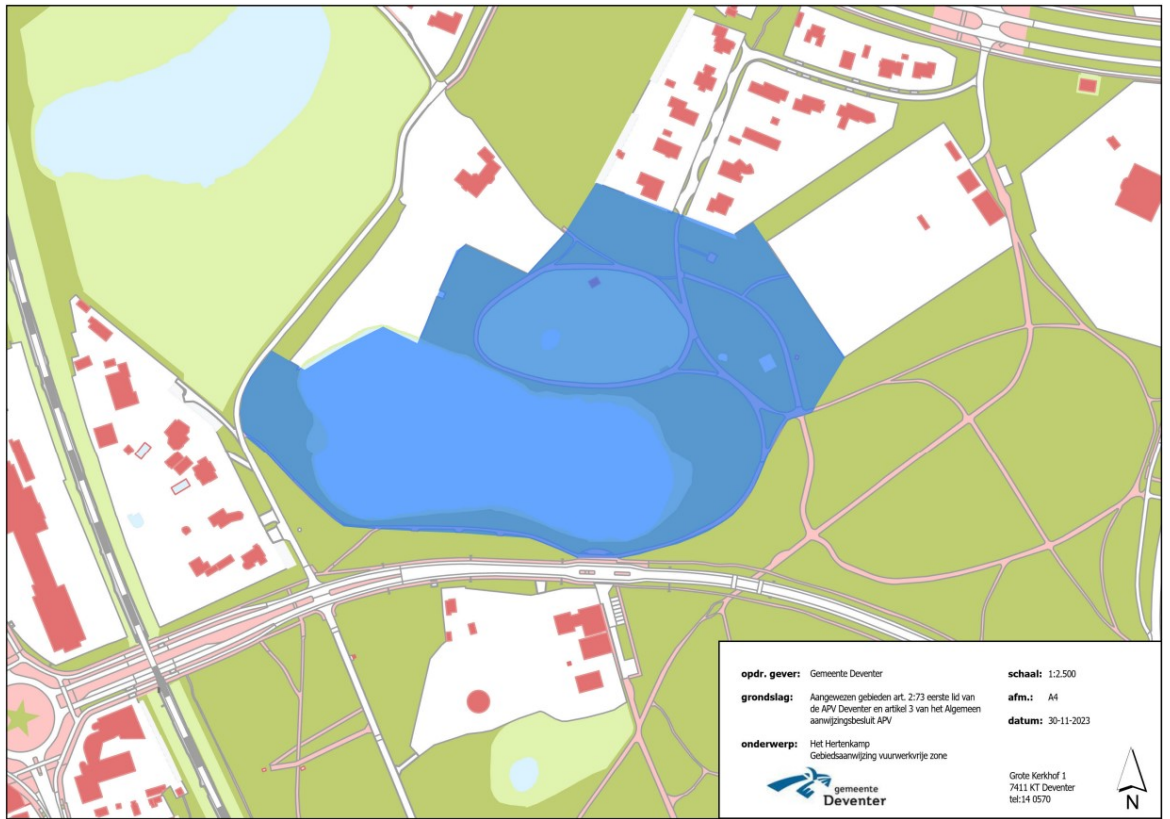 opdr. gever: Gemeente Deventer
schaal: 1:2.500
grondslag: Aangewezen gebieden art. 2:73 eerste lid van
de APV Deventer en artikel 3 van het Algemeen
aanwijzingsbesluit APV
afm.: A4
datum: 30-11-2023
onderwerp: Het Hertenkamp
Gebiedsaanwijzing vuurwerkvrije zone
gemeente
Deventer
Grote Kerkhof 1
7411 KT Deventer
tel:14 0570
N